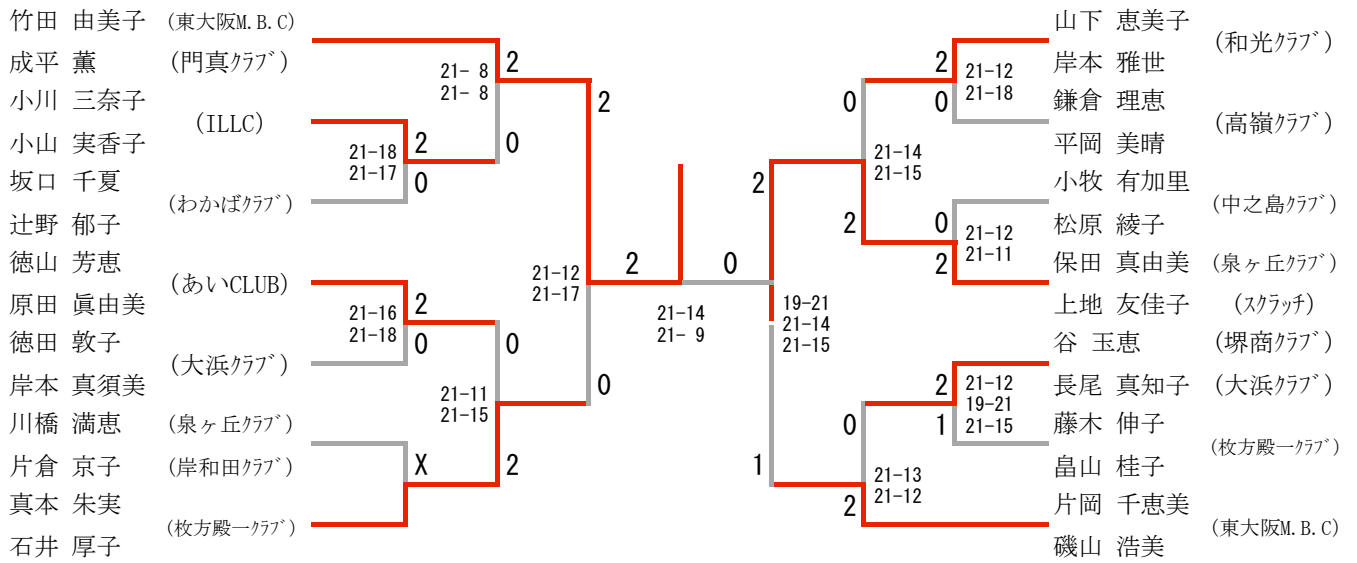 竹田 由美子 (東大阪M.B.C)
成平 薫 (門真ｸﾗﾌﾞ)
小川 三奈子
(ILLC)
小山 実香子
坂口 千夏
(わかばｸﾗﾌﾞ)
辻野 郁子
徳山 芳恵
(あいCLUB)
原田 眞由美
徳田 敦子
(大浜ｸﾗﾌﾞ)
岸本 真須美
川橋 満恵 (泉ヶ丘ｸﾗﾌﾞ)
片倉 京子 (岸和田ｸﾗﾌﾞ)
真本 朱実
(枚方殿一ｸﾗﾌﾞ)
石井 厚子
21- 8
21- 8
2
0
21-18
21-17
2
0
21-16
21-18
2
0
X
0
21-11
21-15
2
2
21-12
21-17
0
2
0
21-14
21- 9
2
19-21
21-14
21-15
1
0
21-14
21-15
2
0
21-13
21-12
2
2
21-12
21-18
0
0
21-12
21-11
2
2
21-12
19-21
21-15
1
山下 恵美子
(和光ｸﾗﾌﾞ)
岸本 雅世
鎌倉 理恵
(高嶺ｸﾗﾌﾞ)
平岡 美晴
小牧 有加里
(中之島ｸﾗﾌﾞ)
松原 綾子
保田 真由美 (泉ヶ丘ｸﾗﾌﾞ)
上地 友佳子 (ｽｸﾗｯﾁ)
谷 玉恵 (堺商ｸﾗﾌﾞ)
長尾 真知子 (大浜ｸﾗﾌﾞ)
藤木 伸子
(枚方殿一ｸﾗﾌﾞ)
畠山 桂子
片岡 千恵美
(東大阪M.B.C)
磯山 浩美